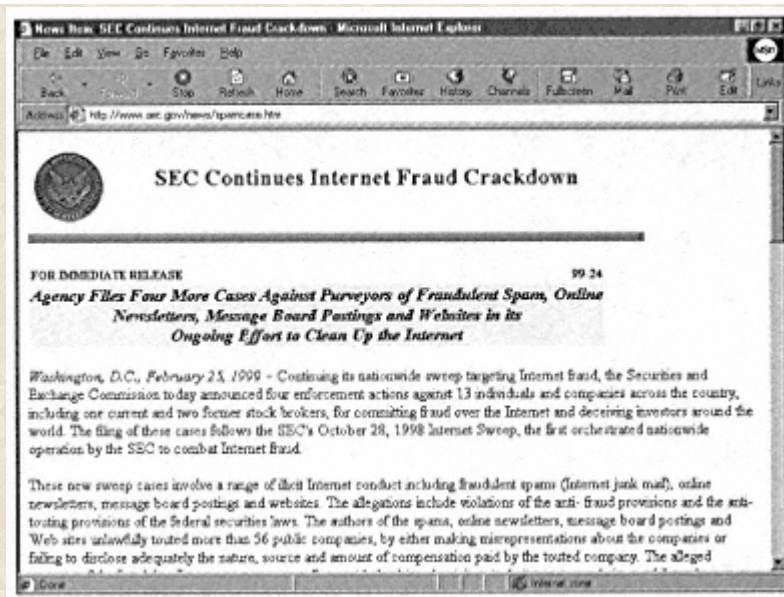 News Item: SEC Continues Internet Fraud Crackdown - Microsoft Internet Explorer
File Edit View Go Favorites Help
msn
Back Forward Stop Refresh Home Search Favorites History Channels Fullscreen Mail Print Edit Links
Address http://www.sec.gov/news/spamcase.htm
SEC Continues Internet Fraud Crackdown
FOR IMMEDIATE RELEASE 99-24
Agency Files Four More Cases Against Purveyors of Fraudulent Spam, Online
Newsletters, Message Board Postings and Websites in its
Ongoing Effort to Clean Up the Internet
Washington, D.C., February 25, 1999 - Continuing its nationwide sweep targeting Internet fraud, the Securities and
Exchange Commission today announced four enforcement actions against 13 individuals and companies across the country,
including one current and two former stock brokers, for committing fraud over the Internet and deceiving investors around the
world. The filing of these cases follows the SEC's October 28, 1998 Internet Sweep, the first orchestrated nationwide
operation by the SEC to combat Internet fraud.
These new sweep cases involve a range of illicit Internet conduct including fraudulent spams (Internet junk mail), online
newsletters, message board postings and websites. The allegations include violations of the anti- fraud provisions and the anti-
touting provisions of the federal securities laws. The authors of the spams, online newsletters, message board postings and
Web sites unlawfully touted more than 56 public companies, by either making misrepresentations about the companies or
failing to disclose adequately the nature, source and amount of compensation paid by the touted company. The alleged
Done Internet zone